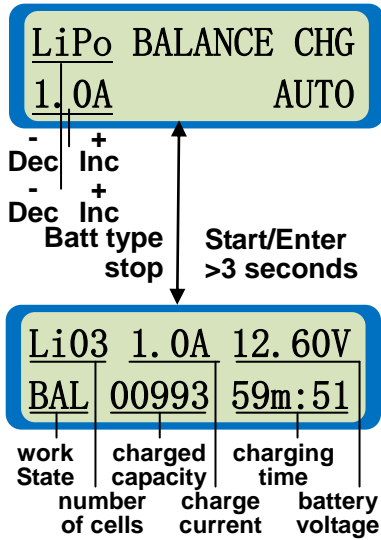 LiPo BALANCE CHG
1.0A AUTO
- +
Dec Inc
- +
Dec Inc
Batt type
stop
Start/Enter
>3 seconds
Li03 1.0A 12.60V
BAL 00993 59m:51
work
State
charged
capacity
charging
time
number
of cells
charge
current
battery
voltage